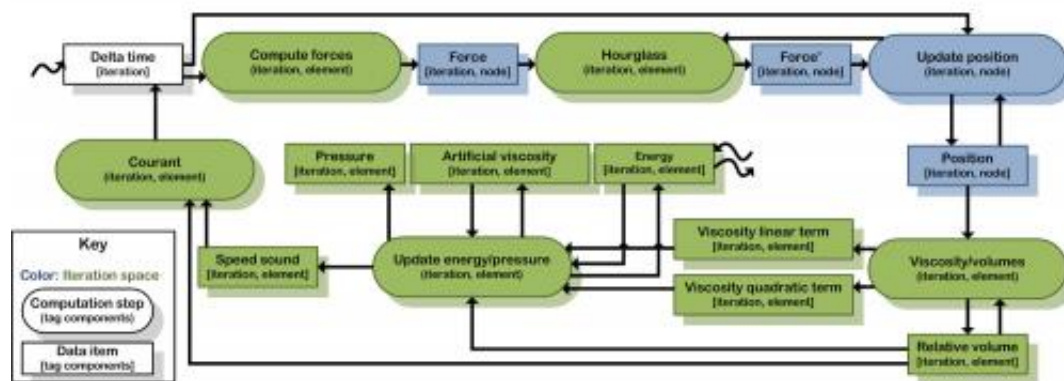 Delta time
[iteration]
Compute forces
(iteration, element)
Force
[iteration, node]
Hourglass
(iteration, element)
Force'
[iteration, node]
Update position
(iteration, node)
Courant
(iteration, element)
Pressure
[iteration, element]
Artificial viscosity
[iteration, element]
Energy
[iteration, element]
Position
[iteration, node]
Key
Color: Iteration space
Computation step
(tag components)
Data item
[tag components]
Speed sound
[iteration, element]
Update energy/pressure
(iteration, element)
Viscosity linear term
[iteration, element]
Viscosity quadratic term
[iteration, element]
Viscosity/volumes
(iteration, element)
Relative volume
[iteration, element]